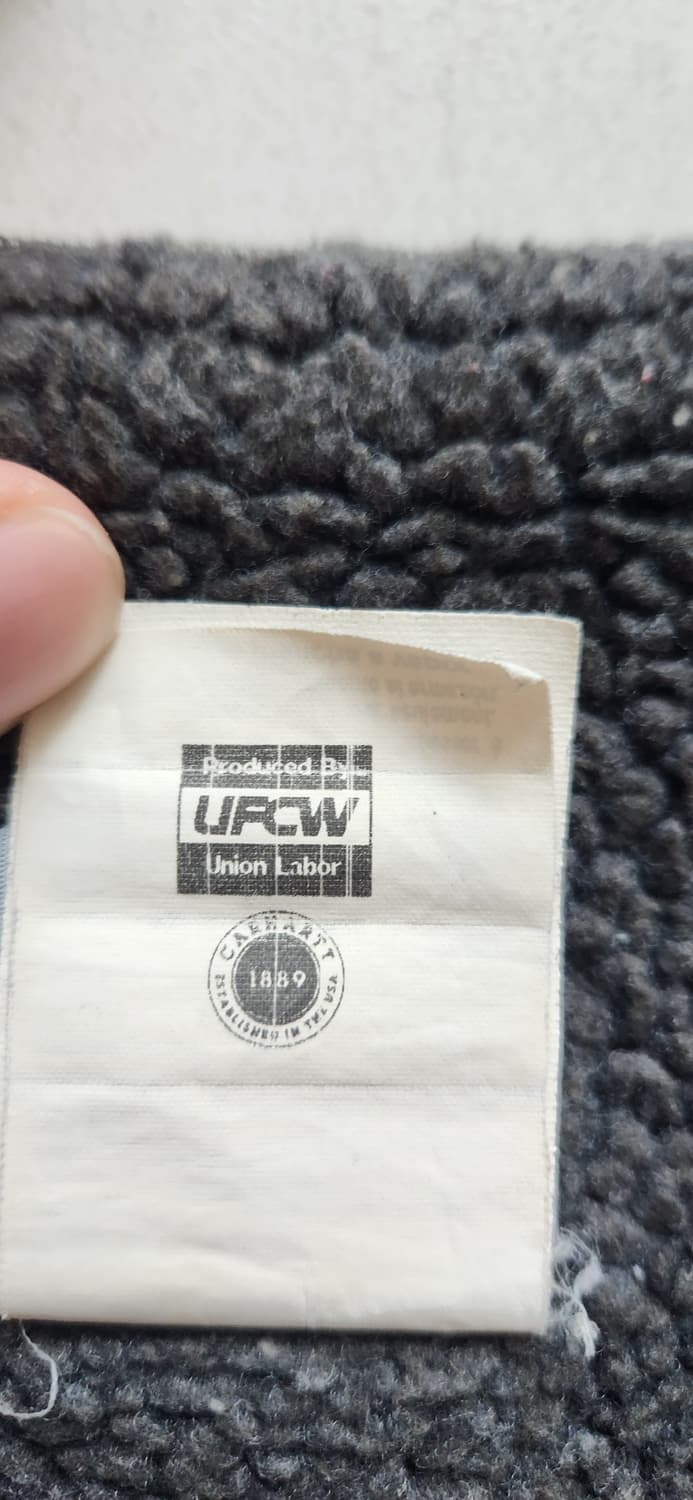 Produced By
UFCW
Union Labor
CARHARTT
1889
ESTABLISHED IN THE USA